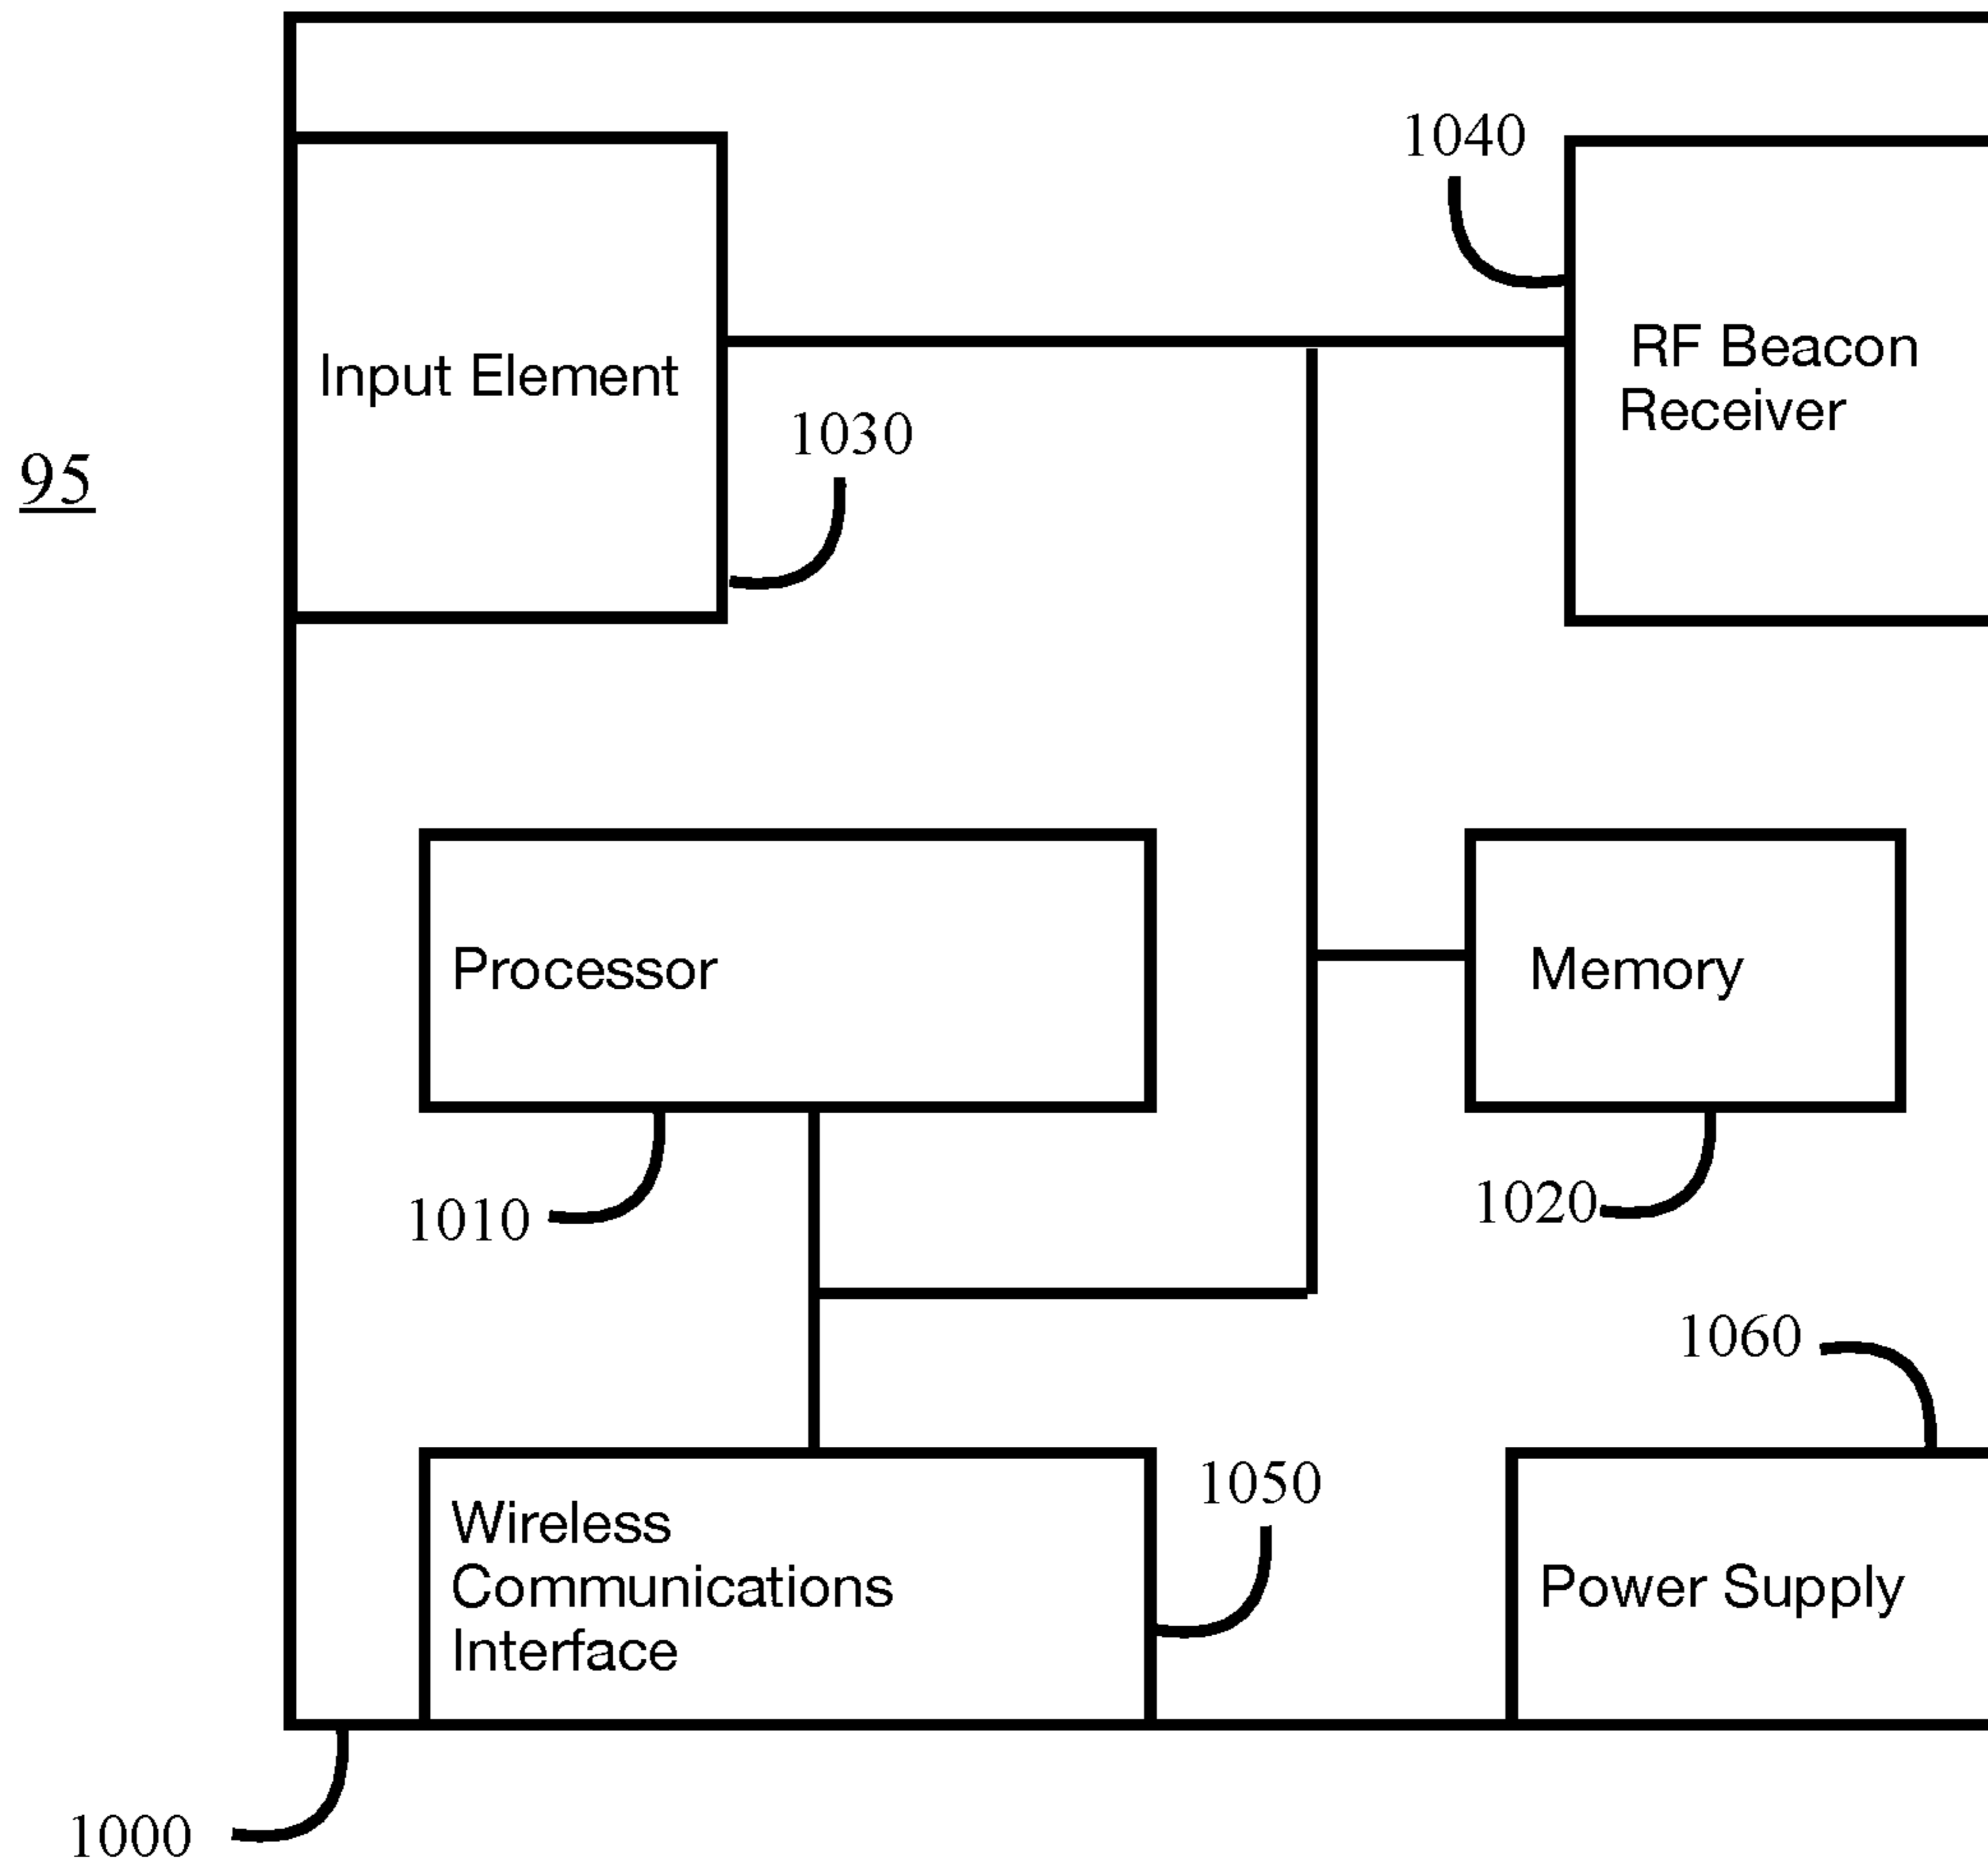 1040
RF Beacon
Receiver
Input Element
1030
95
Processor
Memory
1010
1020
1060
1050
Wireless
Communications
Interface
Power Supply
1000